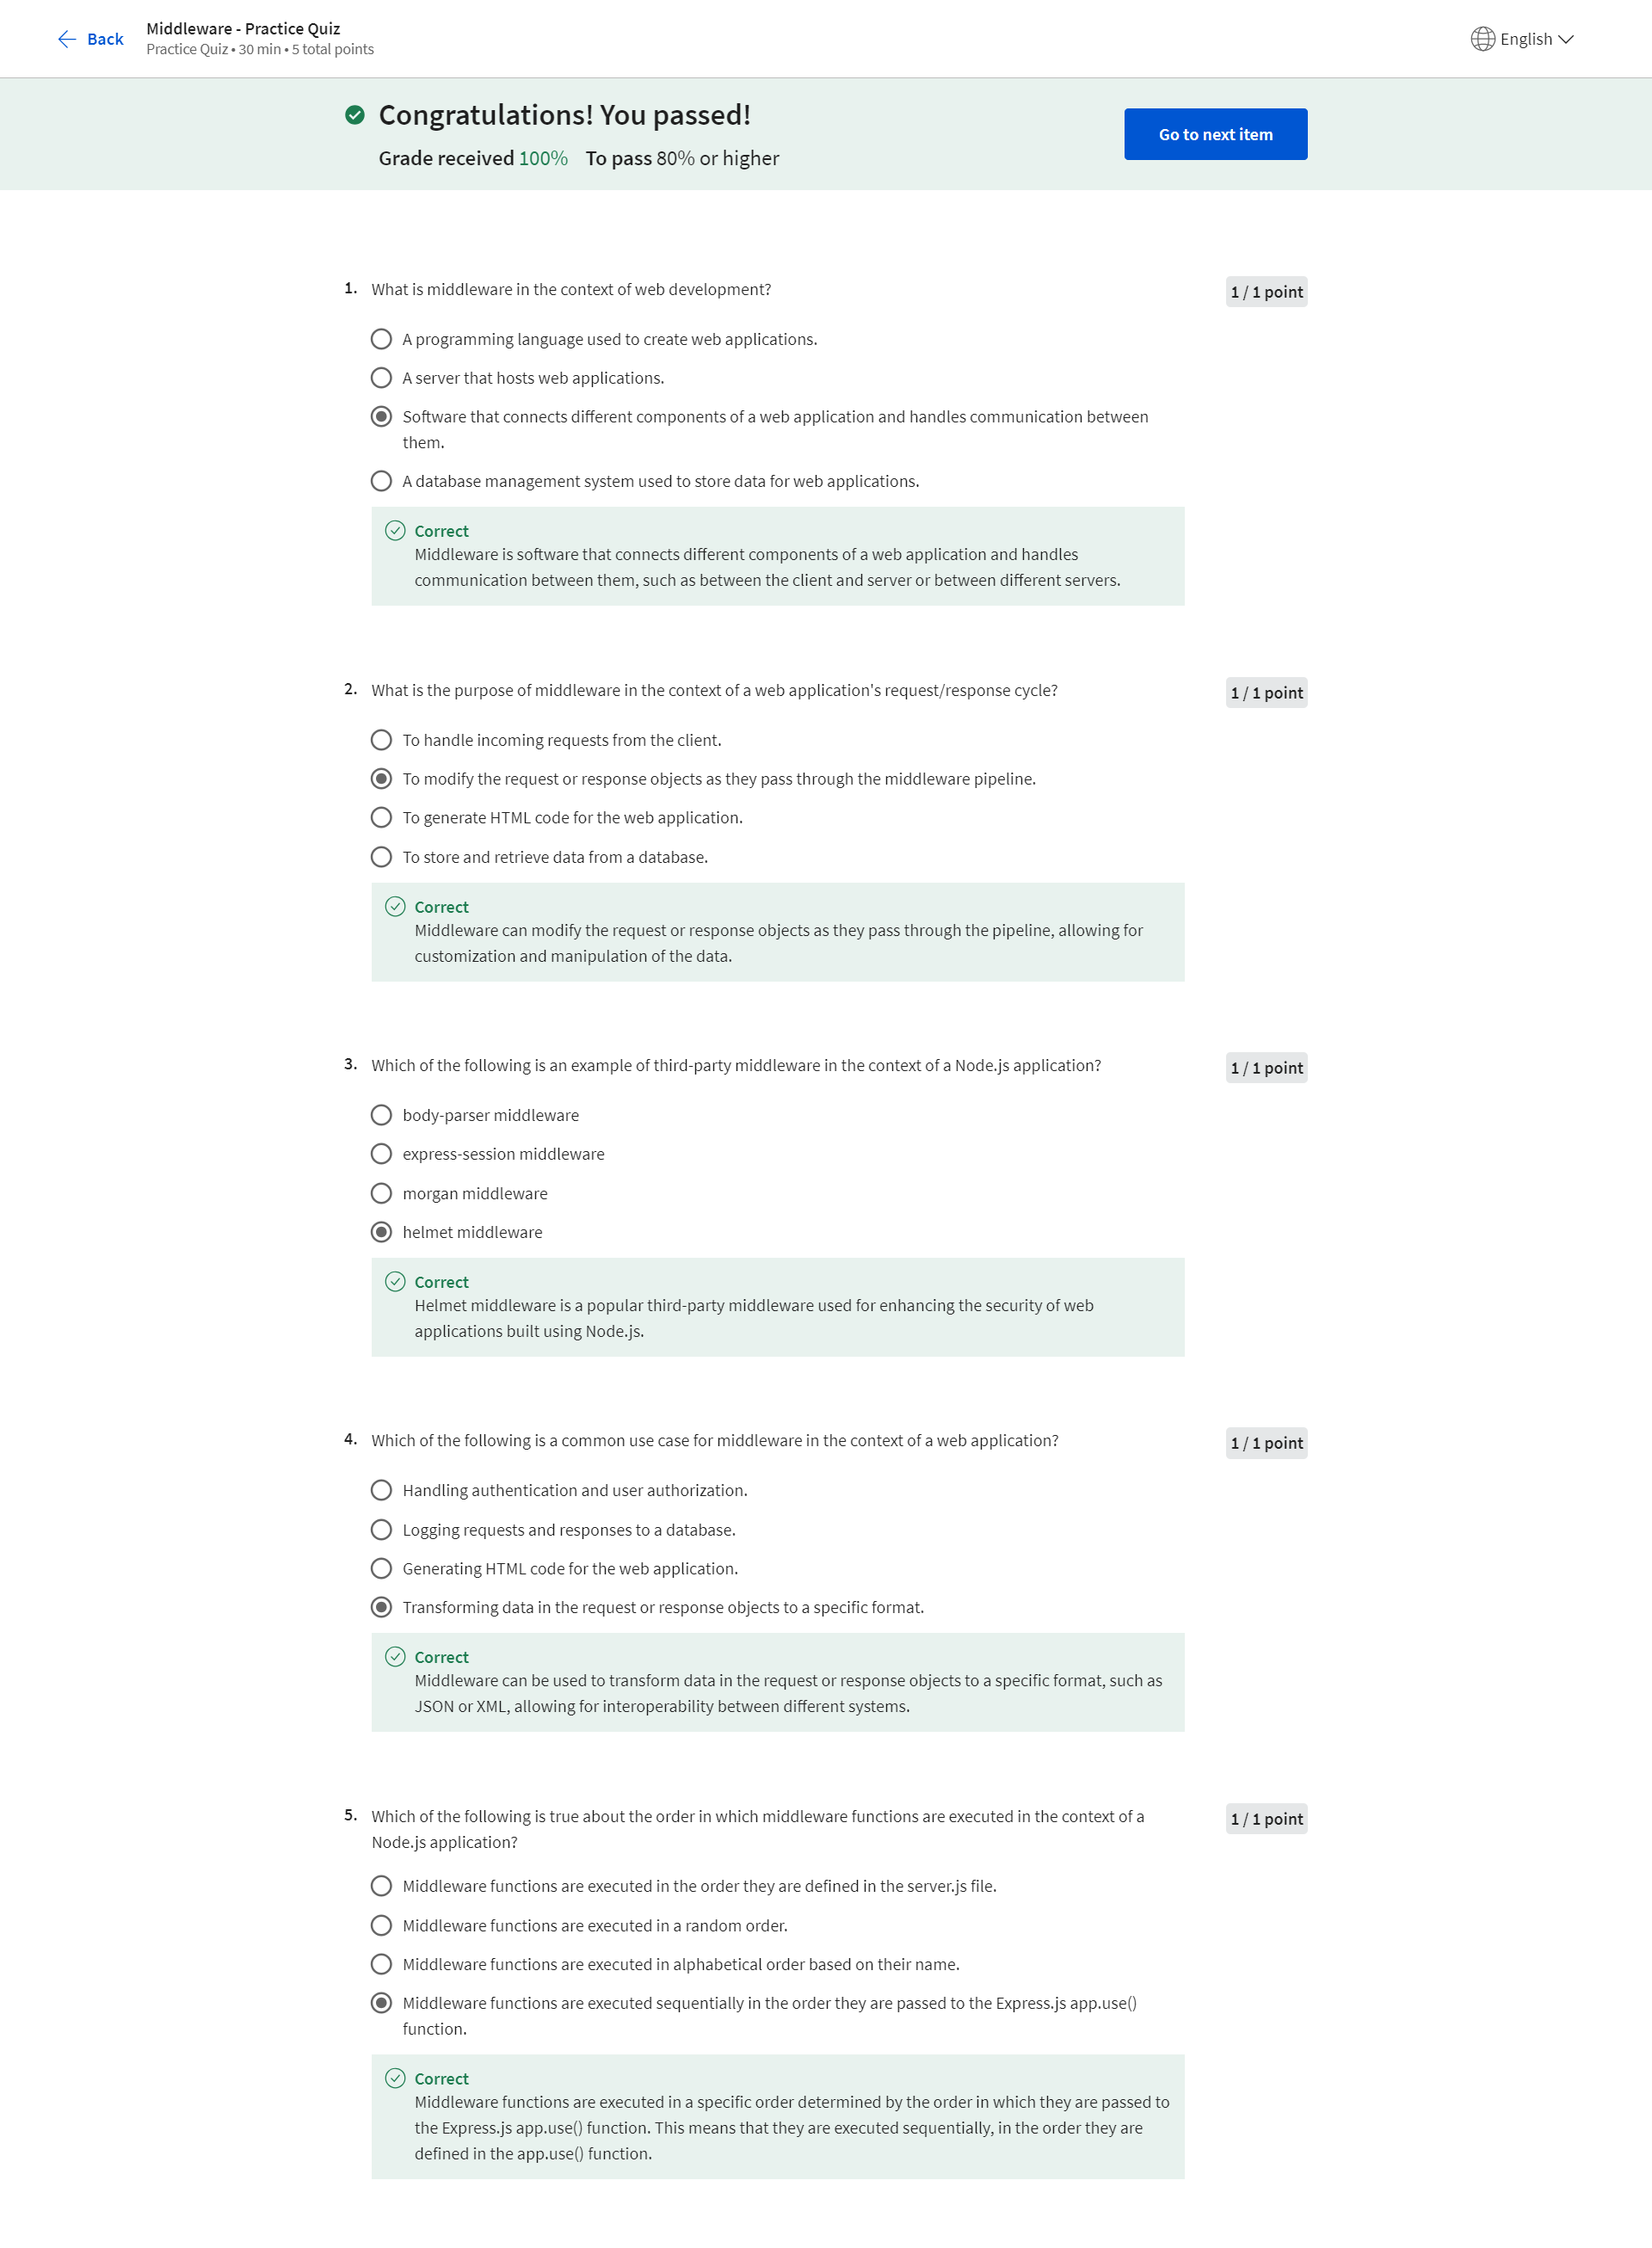 Back
Middleware - Practice Quiz
Practice Quiz • 30 min • 5 total points
English
Congratulations! You passed!
Grade received 100% To pass 80% or higher
Go to next item
1. What is middleware in the context of web development?
1 / 1 point
A programming language used to create web applications.
A server that hosts web applications.
Software that connects different components of a web application and handles communication between
them.
A database management system used to store data for web applications.
Correct
Middleware is software that connects different components of a web application and handles
communication between them, such as between the client and server or between different servers.
2. What is the purpose of middleware in the context of a web application's request/response cycle?
1 / 1 point
To handle incoming requests from the client.
To modify the request or response objects as they pass through the middleware pipeline.
To generate HTML code for the web application.
To store and retrieve data from a database.
Correct
Middleware can modify the request or response objects as they pass through the pipeline, allowing for
customization and manipulation of the data.
3. Which of the following is an example of third-party middleware in the context of a Node.js application?
1 / 1 point
body-parser middleware
express-session middleware
morgan middleware
helmet middleware
Correct
Helmet middleware is a popular third-party middleware used for enhancing the security of web
applications built using Node.js.
4. Which of the following is a common use case for middleware in the context of a web application?
1 / 1 point
Handling authentication and user authorization.
Logging requests and responses to a database.
Generating HTML code for the web application.
Transforming data in the request or response objects to a specific format.
Correct
Middleware can be used to transform data in the request or response objects to a specific format, such as
JSON or XML, allowing for interoperability between different systems.
5. Which of the following is true about the order in which middleware functions are executed in the context of a
Node.js application?
1 / 1 point
Middleware functions are executed in the order they are defined in the server.js file.
Middleware functions are executed in a random order.
Middleware functions are executed in alphabetical order based on their name.
Middleware functions are executed sequentially in the order they are passed to the Express.js app.use()
function.
Correct
Middleware functions are executed in a specific order determined by the order in which they are passed to
the Express.js app.use() function. This means that they are executed sequentially, in the order they are
defined in the app.use() function.